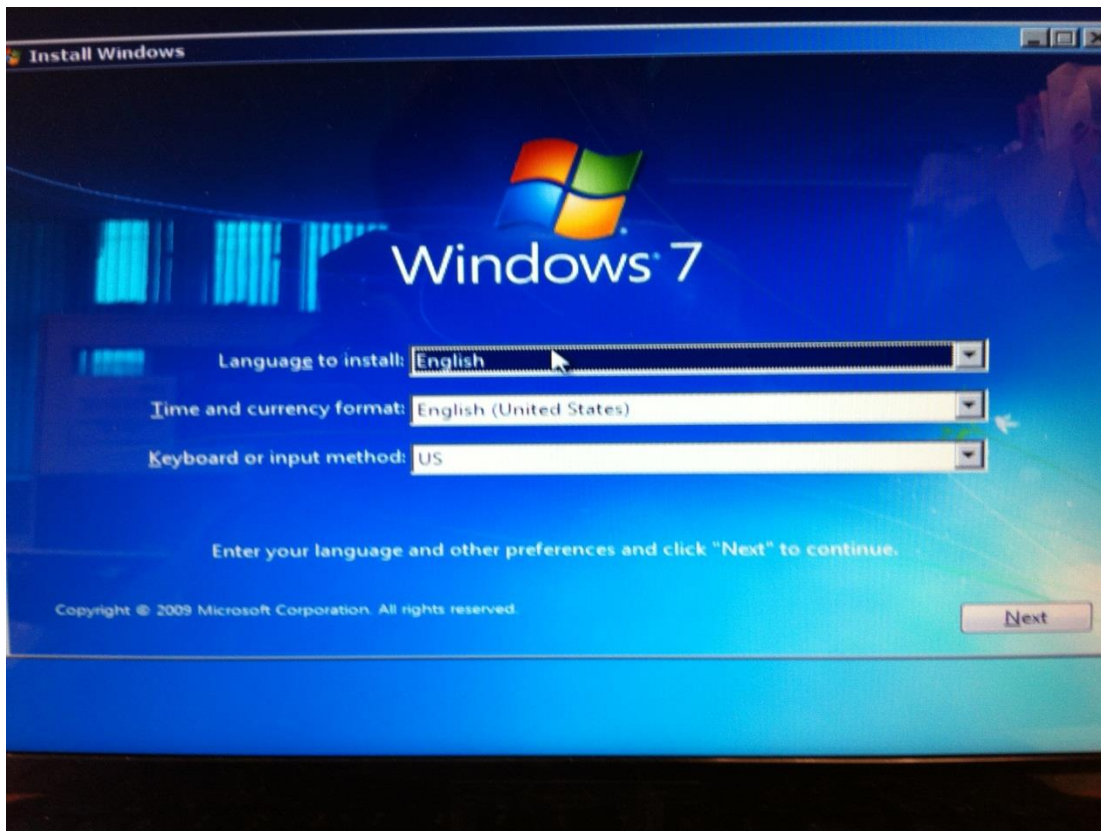 Install Windows
Windows 7
Language to install: English
Time and currency format: English (United States)
Keyboard or input method: US
Enter your language and other preferences and click "Next" to continue.
Copyright © 2009 Microsoft Corporation. All rights reserved.
Next